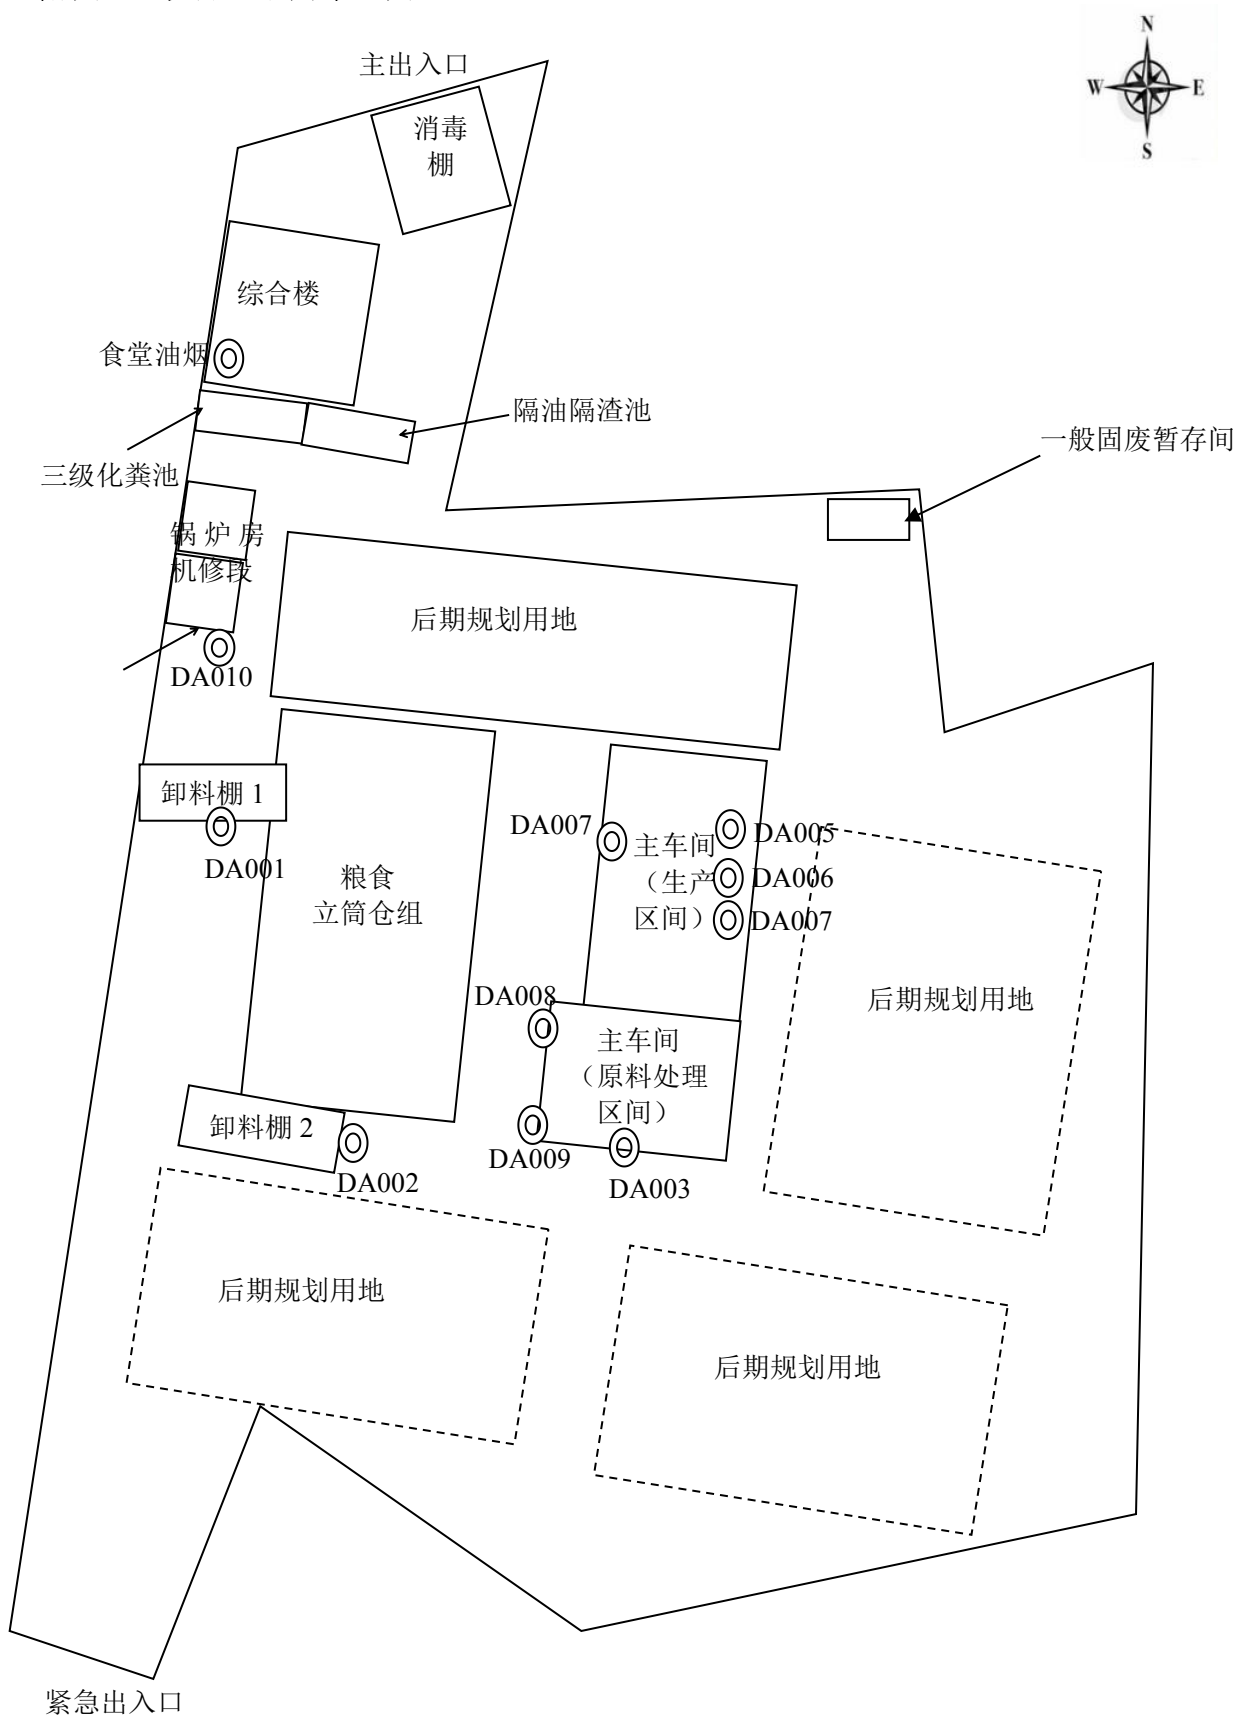 N
W
E
S
主出入口
消毒
棚
综合楼
食堂油烟
隔油隔渣池
一般固废暂存间
三级化粪池
锅炉房
机修段
后期规划用地
DA010
卸料棚 1
DA001
粮食
立筒仓组
DA007
主车间
（生产
区间）
DA005
DA006
DA007
后期规划用地
DA008
主车间
（原料处理
区间）
卸料棚 2
DA009
DA003
DA002
后期规划用地
后期规划用地
紧急出入口